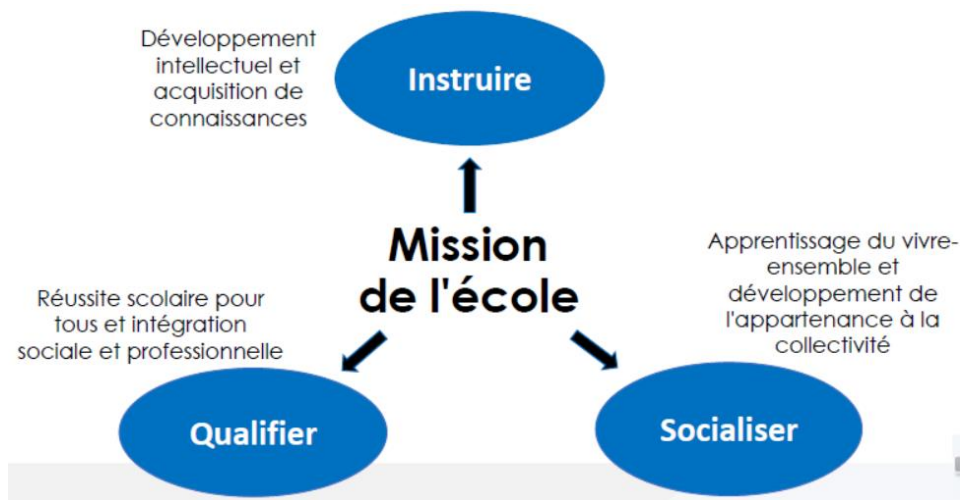 Développement
intellectuel et
acquisition de
connaissances
Instruire
Mission
de l'école
Apprentissage du vivre-
ensemble et
développement de
l'appartenance à la
collectivité
Réussite scolaire pour
tous et intégration
sociale et professionnelle
Qualifier
Socialiser